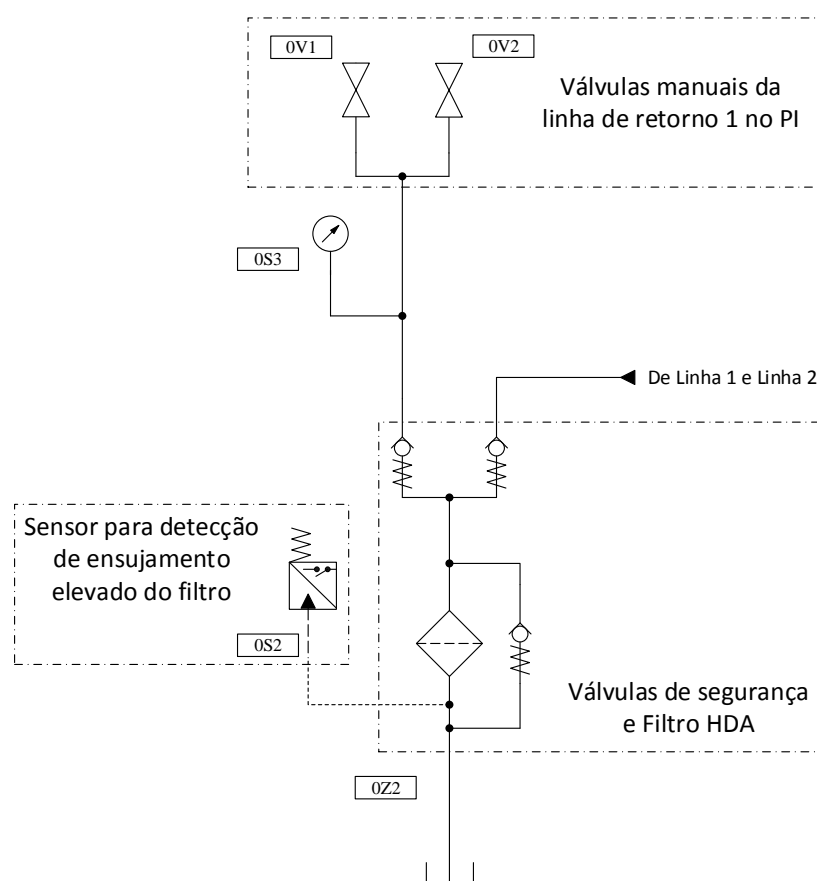 0V1
0V2
Válvulas manuais da
linha de retorno 1 no PI
0S3
De Linha 1 e Linha 2
Sensor para detecção
de ensujamento
elevado do filtro
0S2
Válvulas de segurança
e Filtro HDA
0Z2